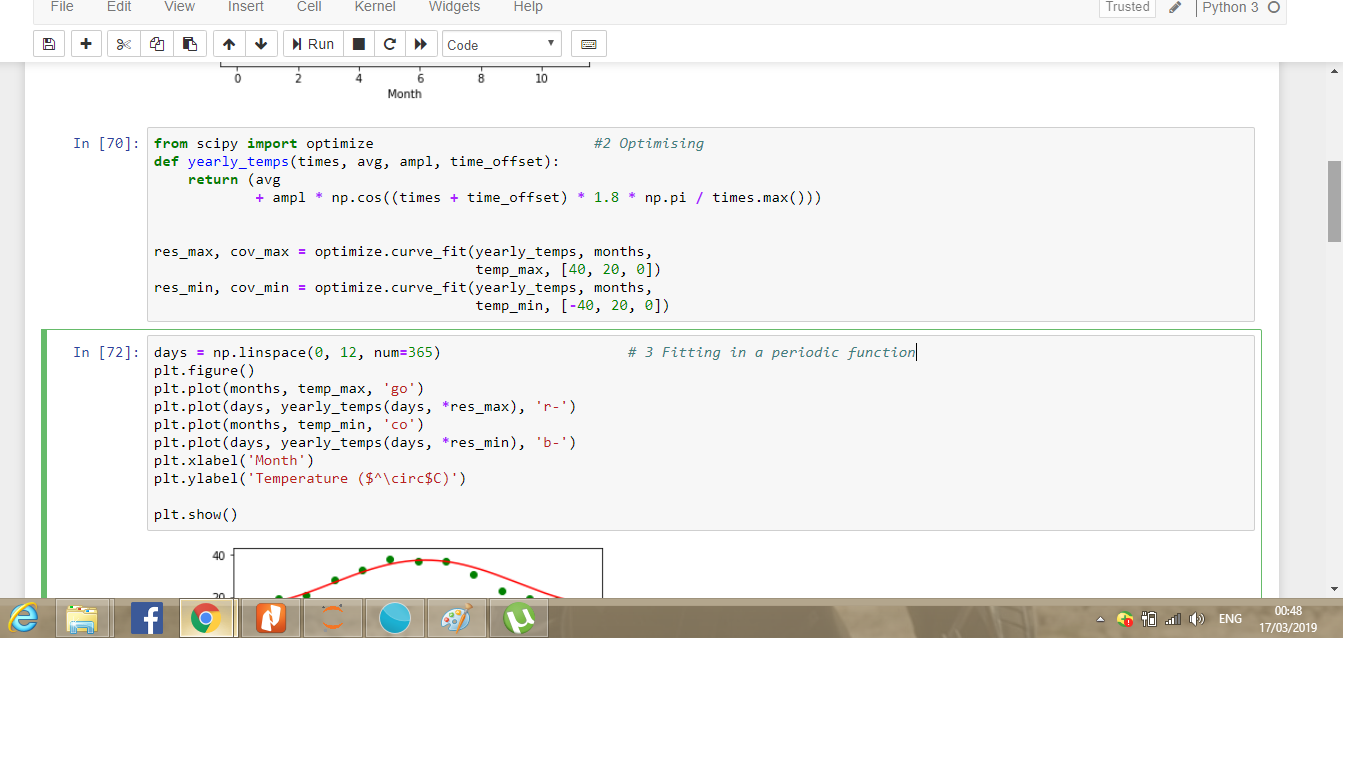 File Edit View Insert Cell Kernel Widgets Help Trusted Python 3
Run Code
0 2 4 6 8 10
Month
In [70]: from scipy import optimize #2 Optimising
def yearly_temps(times, avg, ampl, time_offset):
return (avg
+ ampl * np.cos((times + time_offset) * 1.8 * np.pi / times.max()))
res_max, cov_max = optimize.curve_fit(yearly_temps, months,
temp_max, [40, 20, 0])
res_min, cov_min = optimize.curve_fit(yearly_temps, months,
temp_min, [-40, 20, 0])
In [72]: days = np.linspace(0, 12, num=365) # 3 Fitting in a periodic function
plt.figure()
plt.plot(months, temp_max, 'go')
plt.plot(days, yearly_temps(days, *res_max), 'r-')
plt.plot(months, temp_min, 'co')
plt.plot(days, yearly_temps(days, *res_min), 'b-')
plt.xlabel('Month')
plt.ylabel('Temperature ($^\circ$C)')
plt.show()
40
20
ENG
00:48
17/03/2019